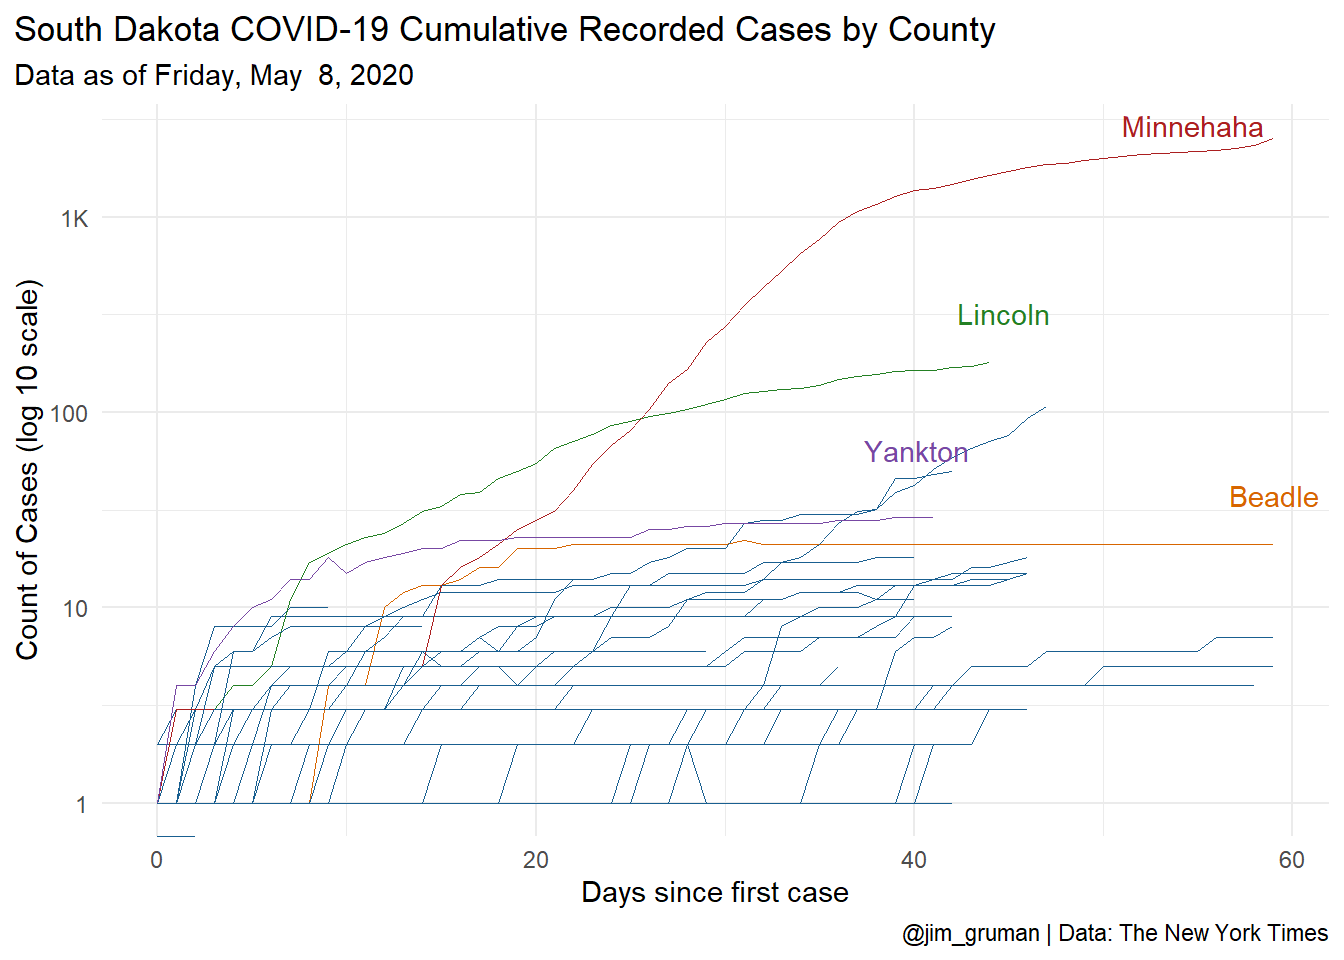 South Dakota COVID-19 Cumulative Recorded Cases by County
Data as of Friday, May  8, 2020
Minnehaha
1K
Lincoln
100
Yankton
Beadle
10
1
Count of Cases (log 10 scale)
0 20 40 60
Days since first case
@jim_gruman | Data: The New York Times